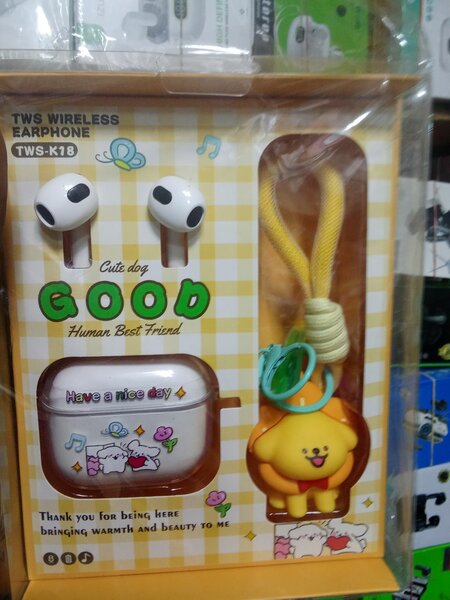 TWS WIRELESS
EARPHONE
TWS-K18
Cute dog
GOOD
Human Best Friend
Have a nice day
Thank you for being here
bringing warmth and beauty to me